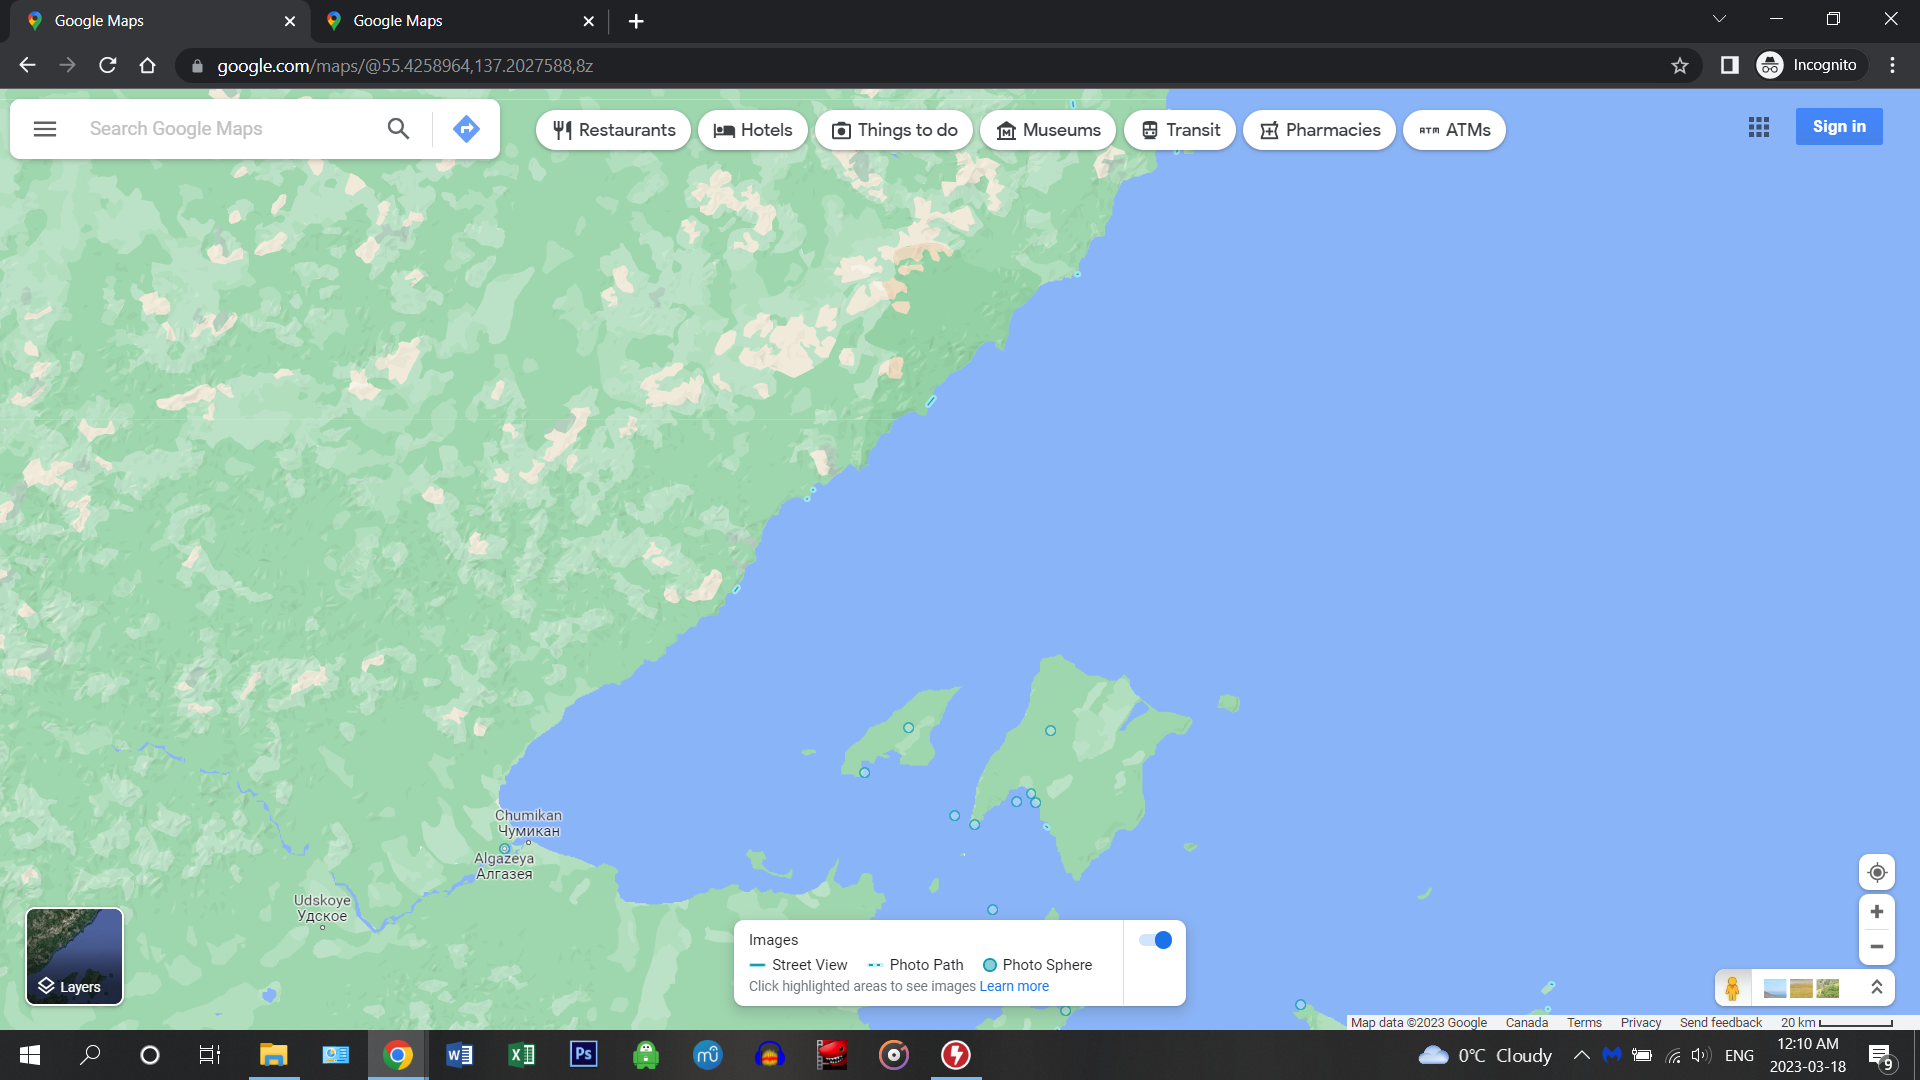 Google Maps
Google Maps
google.com/maps/@55.4258964,137.2027588,8z
Incognito
Search Google Maps
Restaurants
Hotels
Things to do
Museums
Transit
Pharmacies
ATM ATMs
Sign in
Chumikan
Чумикан
Algazeya
Алгазея
Udskoye
Удское
Layers
Images
Street View
Photo Path
Photo Sphere
Click highlighted areas to see images Learn more
Map data ©2023 Google
Canada
Terms
Privacy
Send feedback
20 km
W
X
Ps
mü
0°C Cloudy
ENG
12:10 AM
2023-03-18
9